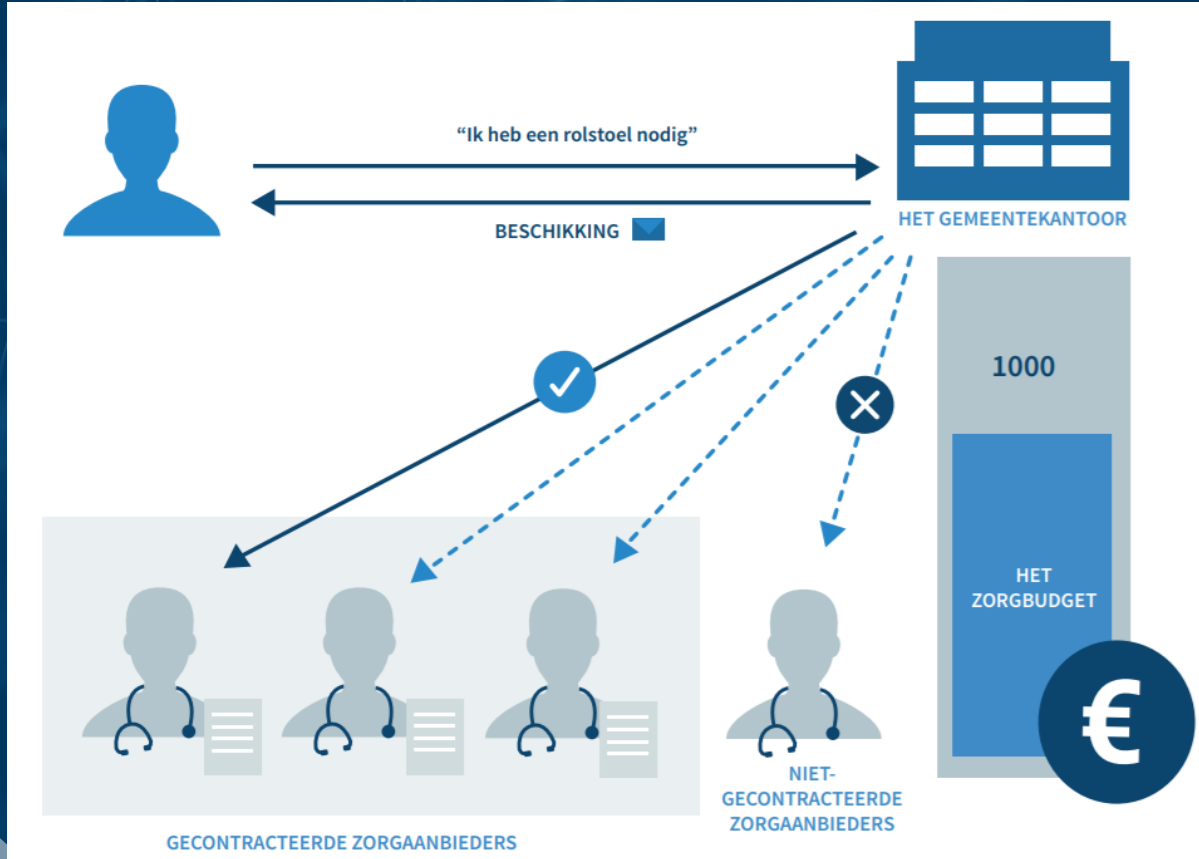 “Ik heb een rolstoel nodig”
BESCHIKKING
HET GEMEENTEKANTOOR
1000
HET
ZORGBUDGET
€
NIET-
GECONTRACTEERDE
ZORGAANBIEDERS
GECONTRACTEERDE ZORGAANBIEDERS